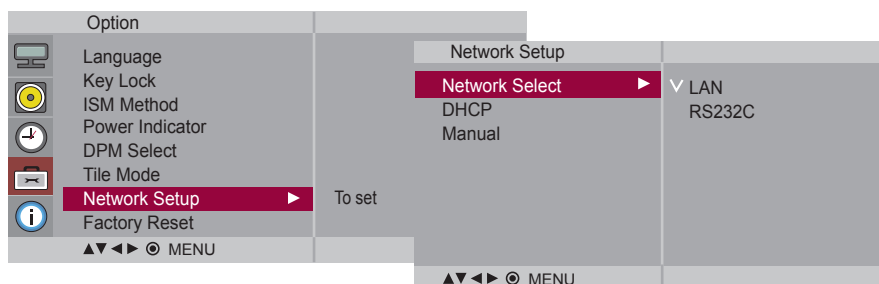 Option
Language
Key Lock
ISM Method
Power Indicator
DPM Select
Tile Mode
Network Setup ► To set
Factory Reset
▲▼◄► ◉ MENU
Network Setup
Network Select ► ✓ LAN
DHCP RS232C
Manual
▲▼◄► ◉ MENU